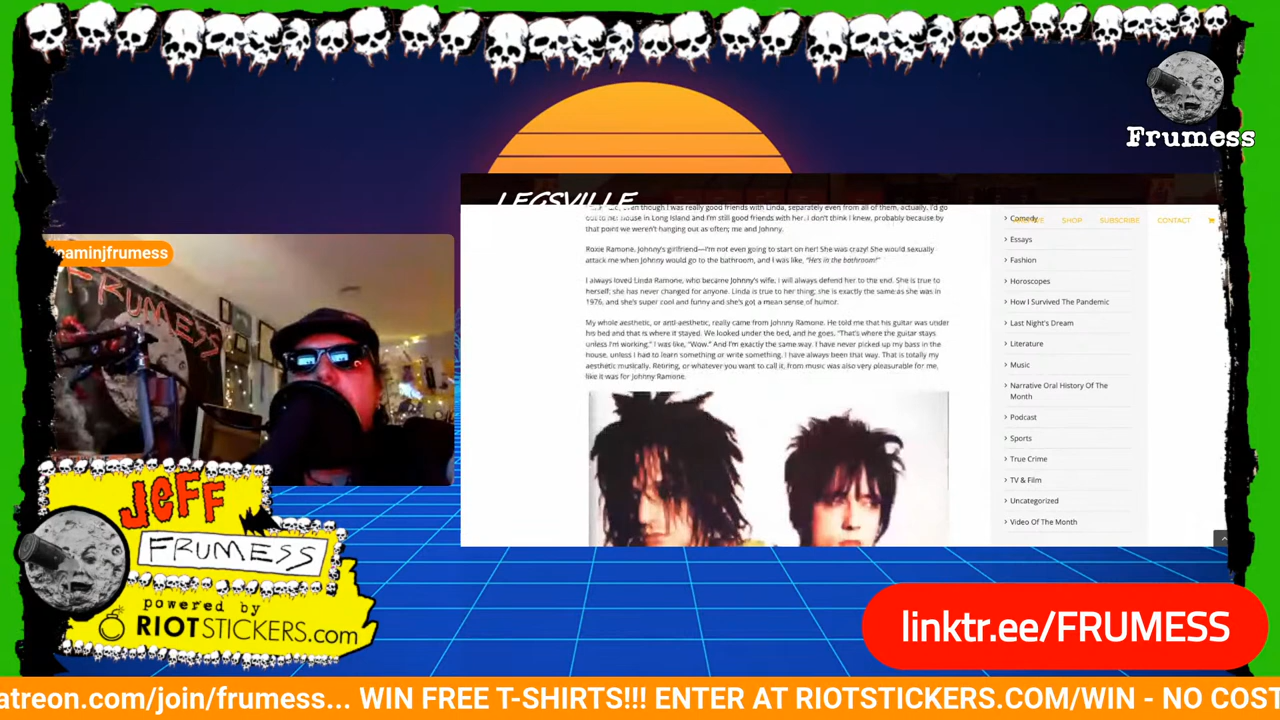 Frumess
LEGSVILLE
even though I was really good friends with Linda, separately even from all of them, actually. I'd go
out to her house in Long Island and I'm still good friends with her. I don't think I knew, probably because by
that point we weren't hanging out as often; me and Johnny.
Roxie Ramone, Johnny's girlfriend—I'm not even going to start on her! She was crazy! She would sexually
attack me when Johnny would go to the bathroom, and I was like, "He's in the bathroom!"
I always loved Linda Ramone, who became Johnny's wife, I will always defend her to the end. She is true to
herself; she has never changed for anyone. Linda is true to her thing; she is exactly the same as she was in
1976, and she's super cool and funny and she's got a mean sense of humor.
My whole aesthetic, or anti-aesthetic, really came from Johnny Ramone. He told me that his guitar was under
his bed and that is where it stayed. We looked under the bed, and he goes, "That's where the guitar stays
unless I'm working." I was like, "Wow." And I'm exactly the same way. I have never picked up my bass in the
house, unless I had to learn something or write something. I have always been that way. That is totally my
aesthetic musically. Retiring, or whatever you want to call it, from music was also very pleasurable for me,
like it was for Johnny Ramone.
SHOP
SUBSCRIBE
CONTACT
Comedy
Essays
Fashion
Horoscopes
How I Survived The Pandemic
Last Night's Dream
Literature
Music
Narrative Oral History Of The
Month
Podcast
Sports
True Crime
TV & Film
Uncategorized
Video Of The Month
eaminjfrumess
FRUMESS
JEFF
FRUMESS
powered by
RIOTSTICKERS.com
linktr.ee/FRUMESS
atreon.com/join/frumess... WIN FREE T-SHIRTS!!! ENTER AT RIOTSTICKERS.COM/WIN - NO COST